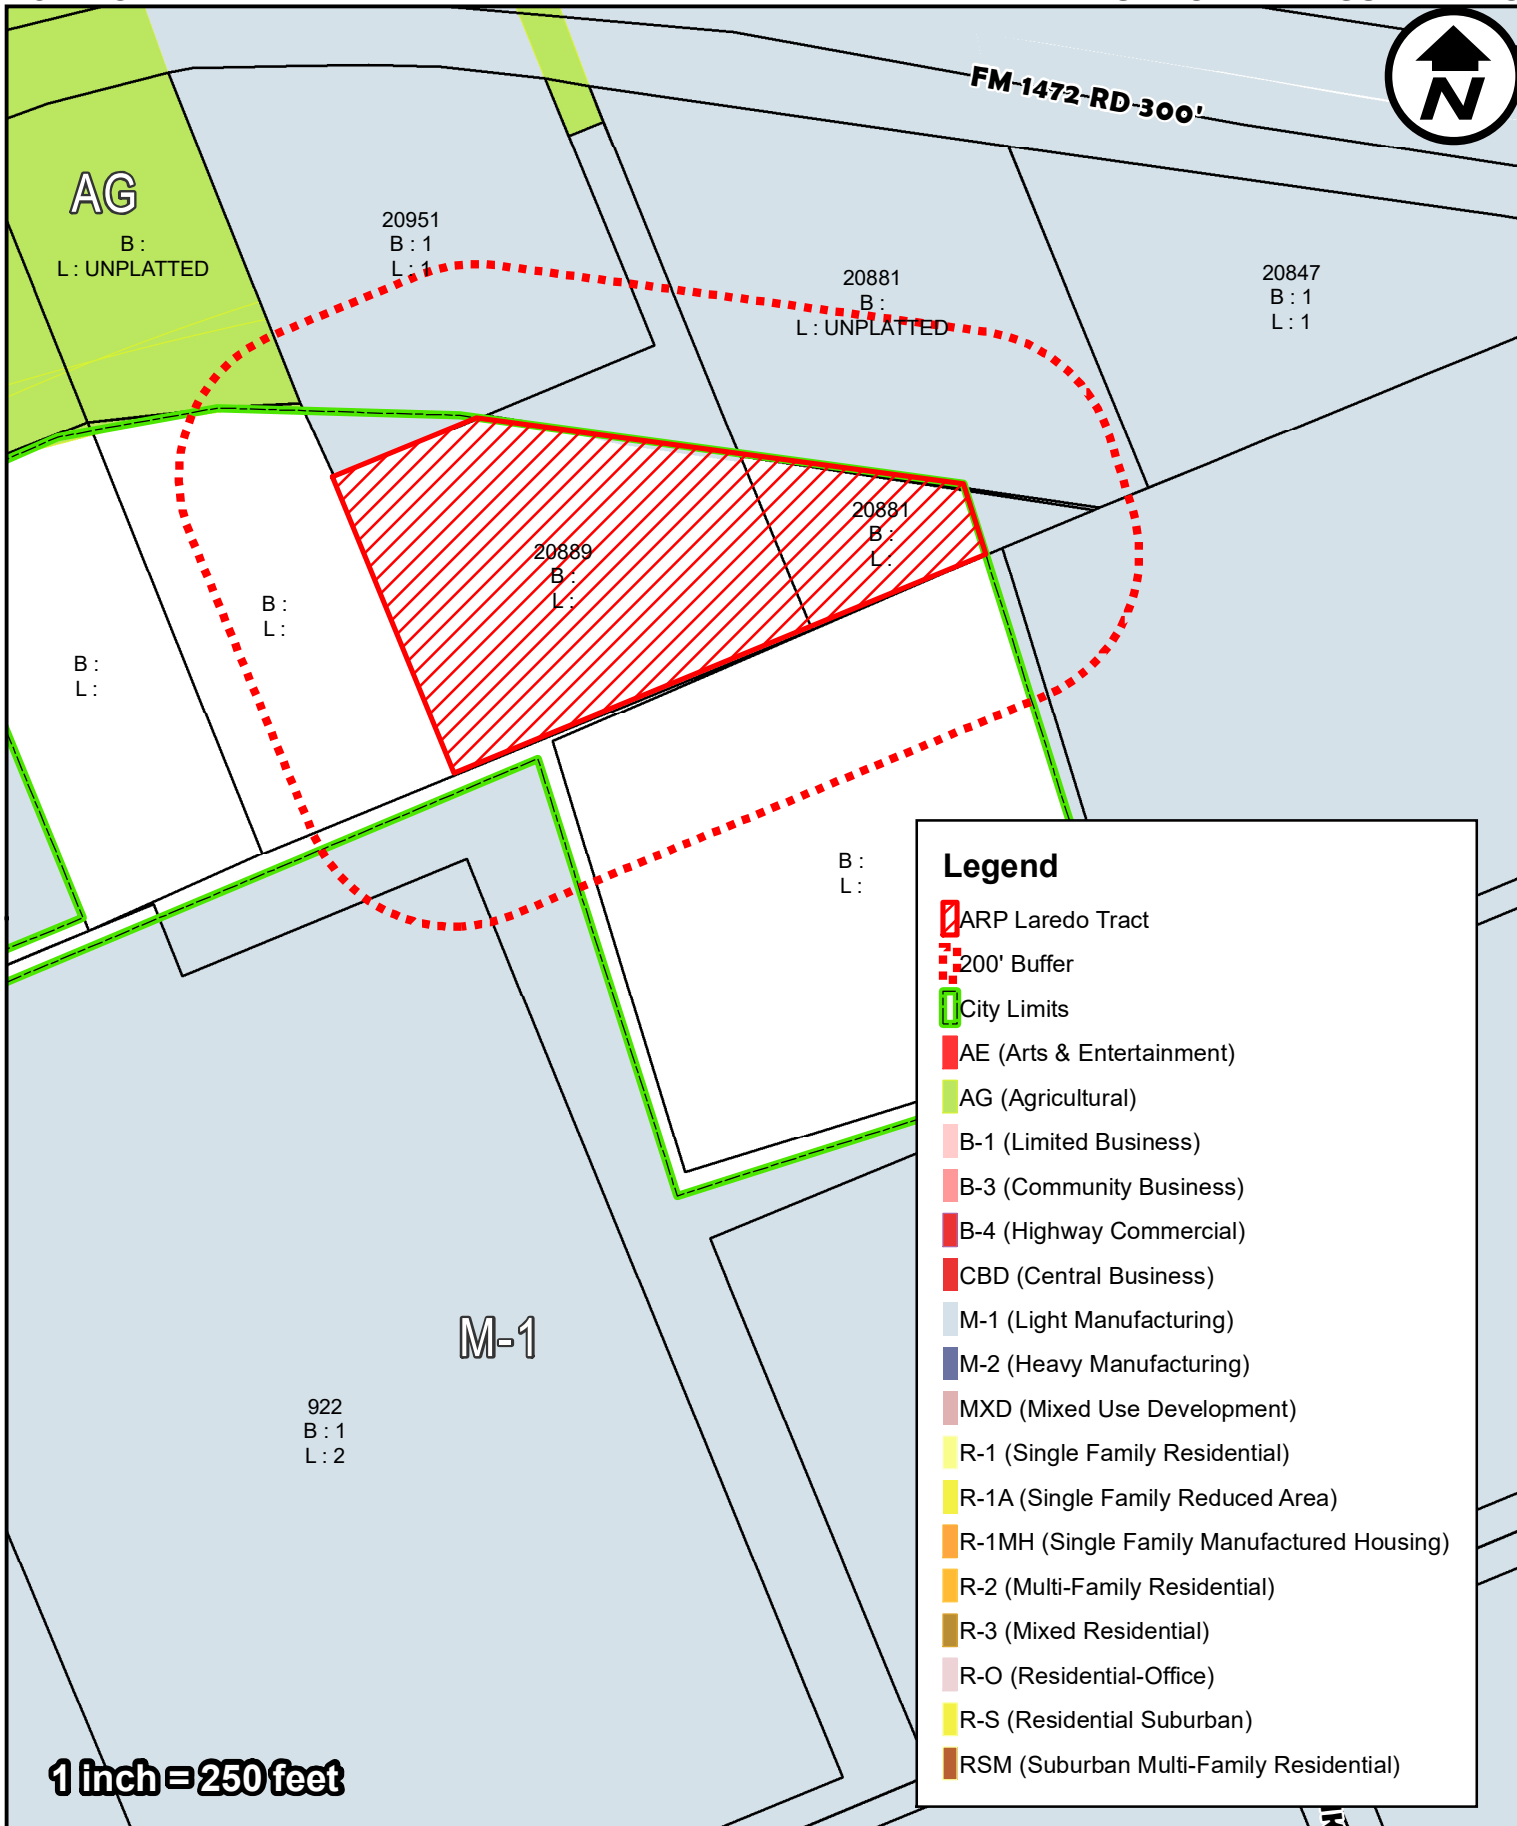 FM 1472 RD 300'
N
AG
B :
L : UNPLATTED
20951
B : 1
L : 1
20881
B :
L : UNPLATTED
20847
B : 1
L : 1
20881
B :
L :
20889
B :
L :
B :
L :
B :
L :
B :
L :
M-1
922
B : 1
L : 2
Legend
ARP Laredo Tract
200' Buffer
City Limits
AE (Arts & Entertainment)
AG (Agricultural)
B-1 (Limited Business)
B-3 (Community Business)
B-4 (Highway Commercial)
CBD (Central Business)
M-1 (Light Manufacturing)
M-2 (Heavy Manufacturing)
MXD (Mixed Use Development)
R-1 (Single Family Residential)
R-1A (Single Family Reduced Area)
R-1MH (Single Family Manufactured Housing)
R-2 (Multi-Family Residential)
R-3 (Mixed Residential)
R-O (Residential-Office)
R-S (Residential Suburban)
RSM (Suburban Multi-Family Residential)
1 inch = 250 feet